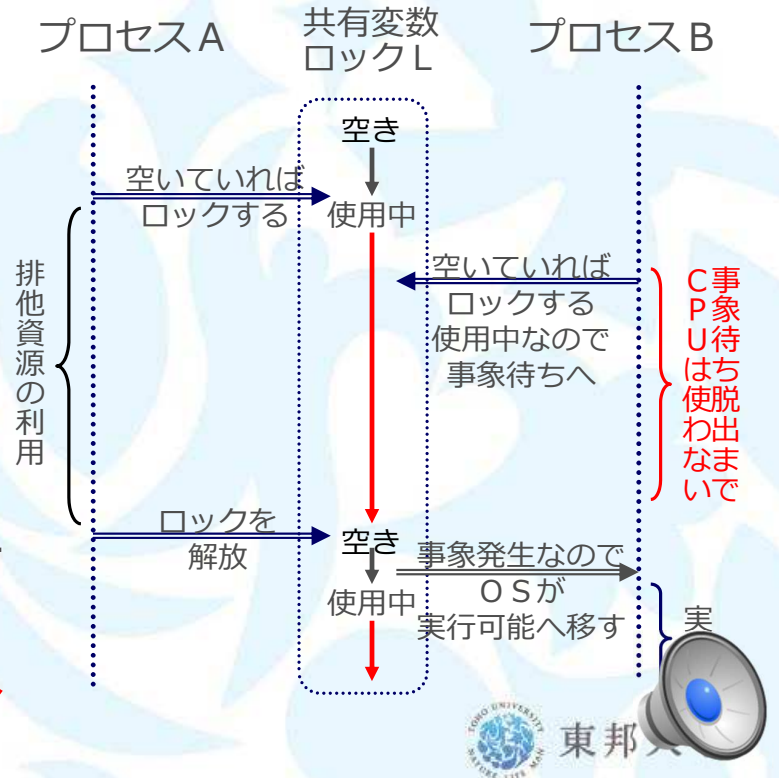 プロセスA
共有変数
ロックL
プロセスB
空き
空いていれば
ロックする
使用中
排他資源の利用
空いていれば
ロックする
使用中なので
事象待ちへ
事象待ち脱出まで
CPUは使わない
ロックを
解放
空き
使用中
事象発生なので
OSが
実行可能へ移す
実
TOHO UNIVERSITY
NATURE LIFE MAN
東邦